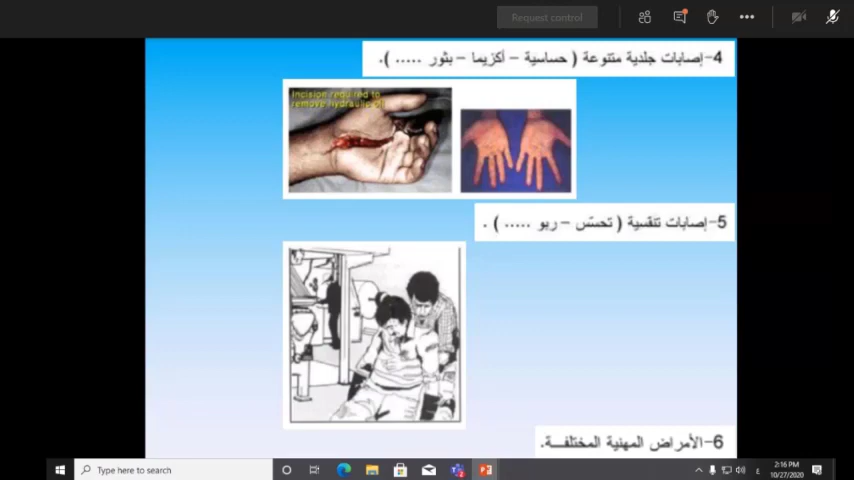 Request control
4-إصابات جلدية متنوعة ( حساسية – أكزيما – بثور ..... ).
Incision required to
remove hydraulic oil
5-إصابات تنفسية ( تحسّس – ربو ..... ) .
6-الأمراض المهنية المختلفـــة.
Type here to search
ع
2:16 PM
10/27/2020